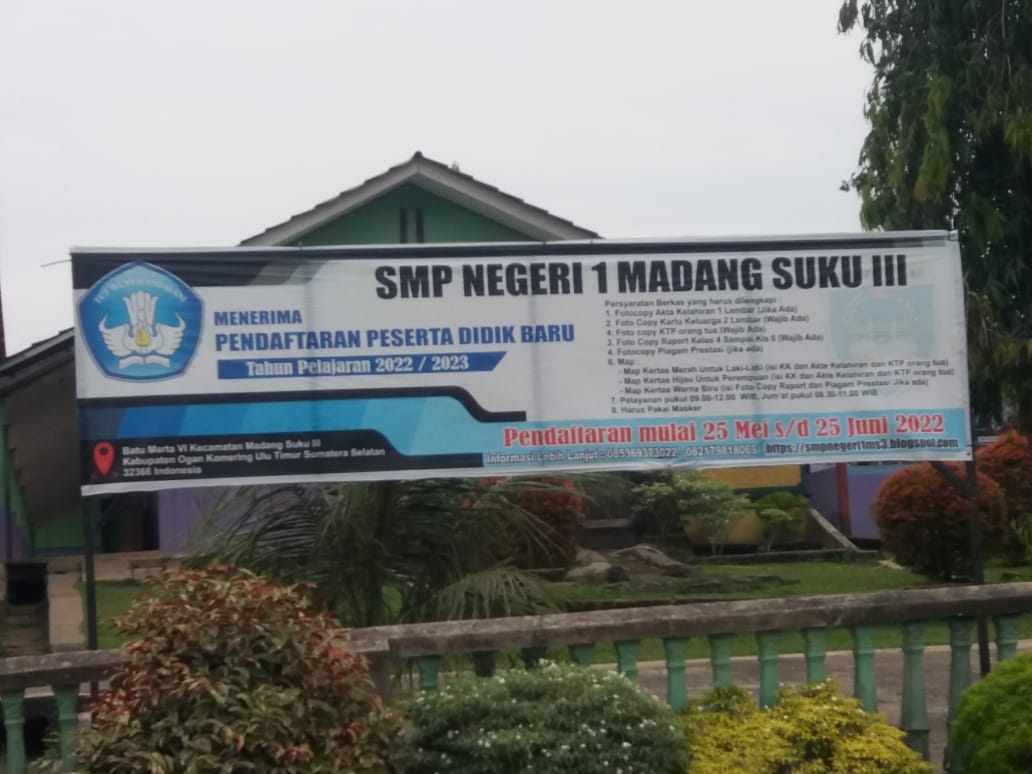 TUT WURI HANDAYANI
SMP NEGERI 1 MADANG SUKU III
MENERIMA
PENDAFTARAN PESERTA DIDIK BARU
Tahun Pelajaran 2022 / 2023
Persyaratan Berkas yang harus dilengkapi :
1. Fotocopy Akta Kelahiran 1 Lembar (Jika Ada)
2. Foto Copy Kartu Keluarga 2 Lembar (Wajib Ada)
2. Foto copy KTP orang tua (Wajib Ada)
3. Foto Copy Raport Kelas 4 Sampai Kls 6 (Wajib Ada)
4. Fotocopy Piagam Prestasi (jika ada)
6. Map :
- Map Kertas Merah Untuk Laki-Laki (isi KK dan Akte Kelahiran dan KTP orang tua)
- Map Kertas Hijau Untuk Perempuan (isi KK dan Akte Kelahiran dan KTP orang tua)
- Map Kertas Warna Biru (isi Foto Copy Report dan Piagam Prestasi Jika ada)
7. Pelayanan pukul 09.00-12.00 WIB, Jum'at pukul 08.30-11.00 WIB
8. Harus Pakai Masker
Pendaftaran mulai 25 Mei s/d 25 Juni 2022
Informasi Lebih Lanjut : 085369373022 082179818069 https://smpnegeri1ms3.blogspot.com
Batu Marta VI Kecamatan Madang Suku III
Kabupaten Ogan Komering Ulu Timur Sumatera Selatan
32366 Indonesia